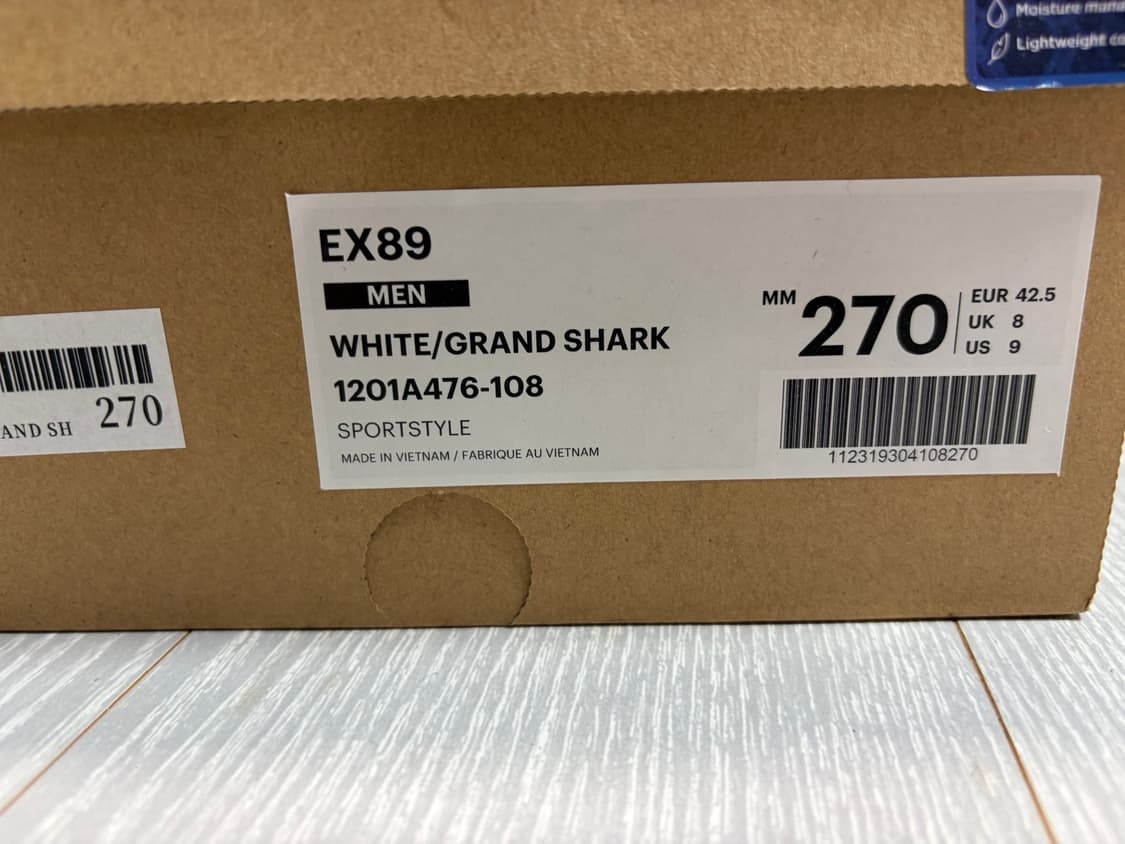 Moisture
Lightweight
EX89
MEN
WHITE/GRAND SHARK
1201A476-108
SPORTSTYLE
MADE IN VIETNAM / FABRIQUE AU VIETNAM
MM 270
EUR 42.5
UK 8
US 9
112319304108270
AND SH 270